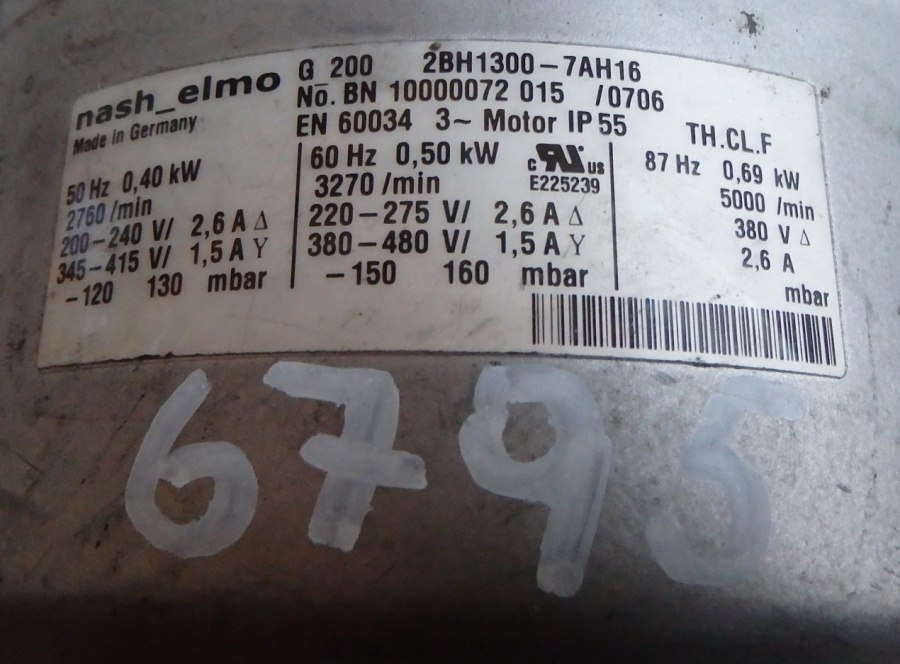 nash_elmo
Made in Germany
G 200 2BH1300-7AH16
No. BN 10000072 015 /0706
EN 60034 3~ Motor IP 55
TH.CL.F
50 Hz 0,40 kW
2760 /min
200-240 V/ 2,6 A Δ
345-415 V/ 1,5 A Y
-120 130 mbar
60 Hz 0,50 kW
3270 /min
220-275 V/ 2,6 A Δ
380-480 V/ 1,5 A Y
-150 160 mbar
c RU us
E225239
87 Hz 0,69 kW
5000 /min
380 V Δ
2,6 A
mbar
6795